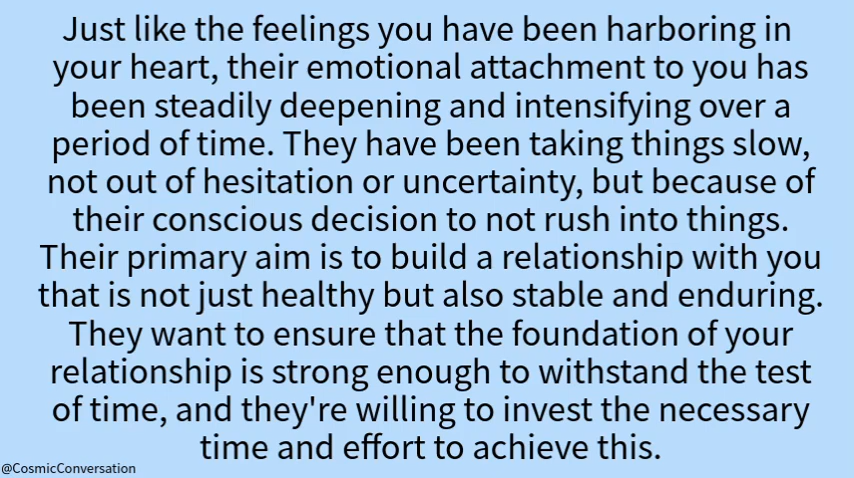 Just like the feelings you have been harboring in
your heart, their emotional attachment to you has
been steadily deepening and intensifying over a
period of time. They have been taking things slow,
not out of hesitation or uncertainty, but because of
their conscious decision to not rush into things.
Their primary aim is to build a relationship with you
that is not just healthy but also stable and enduring.
They want to ensure that the foundation of your
relationship is strong enough to withstand the test
of time, and they're willing to invest the necessary
time and effort to achieve this.
@CosmicConversation